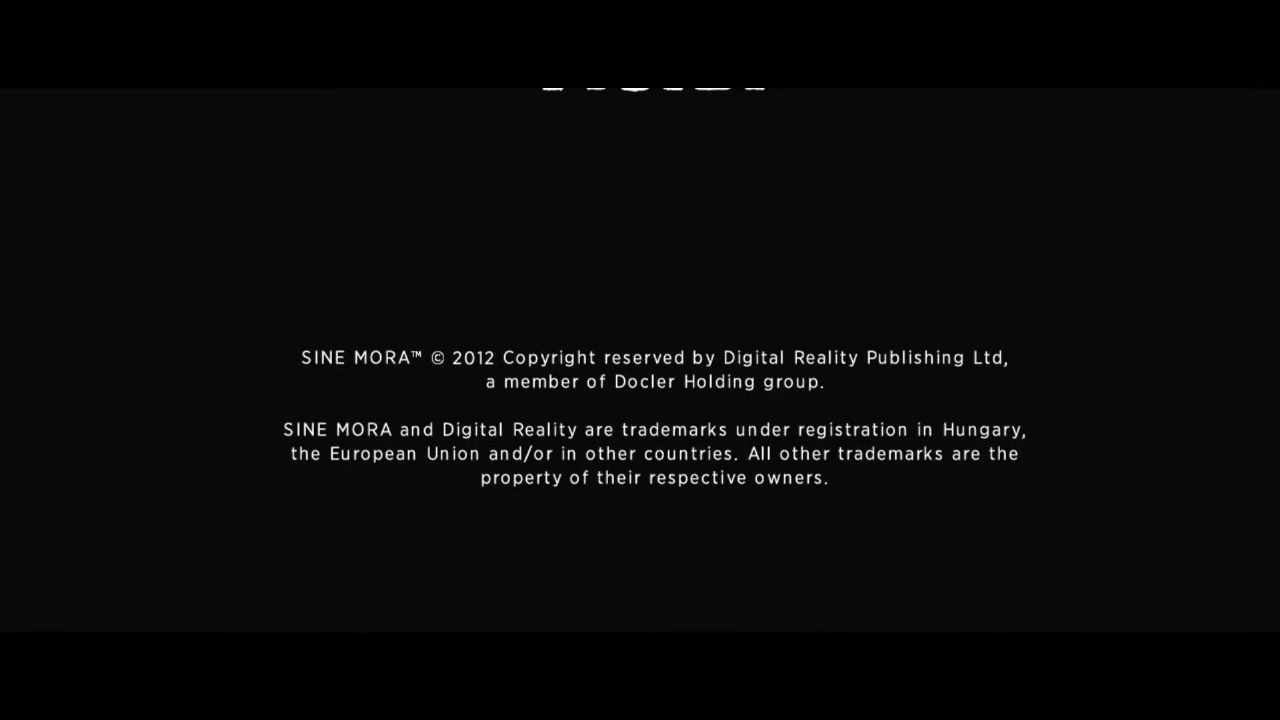 SINE MORA™ © 2012 Copyright reserved by Digital Reality Publishing Ltd,
a member of Docler Holding group.
SINE MORA and Digital Reality are trademarks under registration in Hungary,
the European Union and/or in other countries. All other trademarks are the
property of their respective owners.